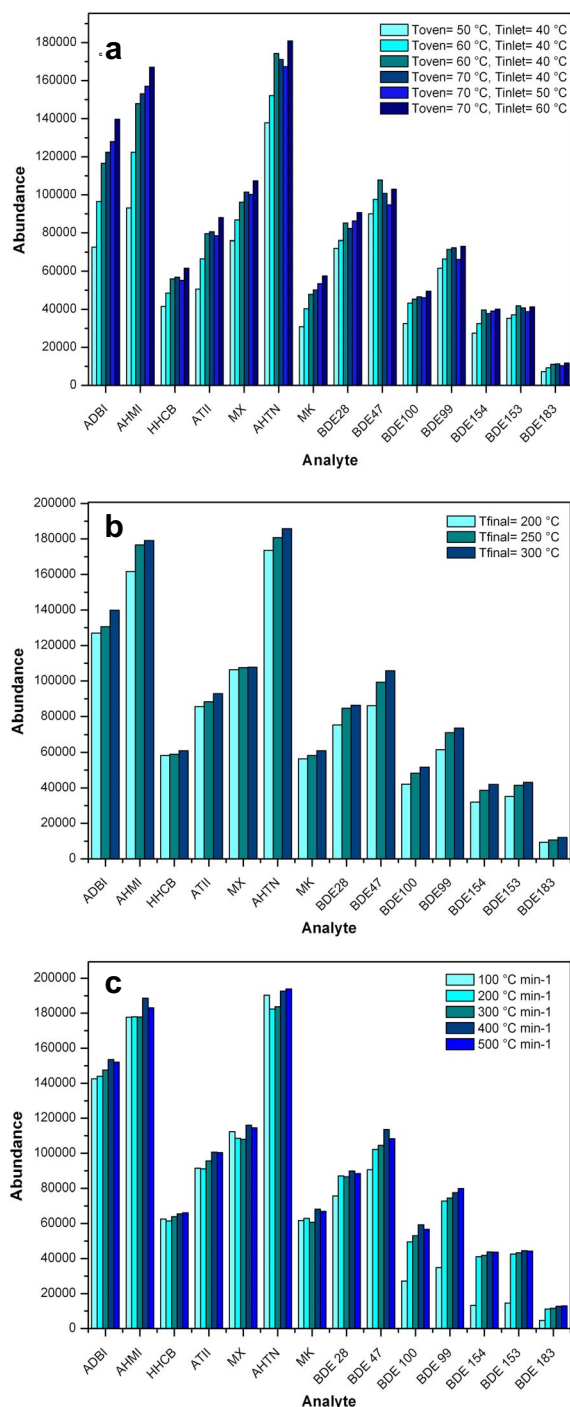 a
Toven= 50 °C, Tinlet= 40 °C
Toven= 60 °C, Tinlet= 40 °C
Toven= 60 °C, Tinlet= 40 °C
Toven= 70 °C, Tinlet= 40 °C
Toven= 70 °C, Tinlet= 50 °C
Toven= 70 °C, Tinlet= 60 °C
180000
160000
140000
120000
100000
80000
60000
40000
20000
0
Abundance
ADBI
AHMI
HHCB
ATII
MX
AHTN
MK
BDE28
BDE47
BDE100
BDE99
BDE154
BDE153
BDE183
Analyte
b
Tfinal= 200 °C
Tfinal= 250 °C
Tfinal= 300 °C
200000
180000
160000
140000
120000
100000
80000
60000
40000
20000
0
Abundance
ADBI
AHMI
HHCB
ATII
MX
AHTN
MK
BDE28
BDE47
BDE100
BDE99
BDE154
BDE153
BDE183
Analyte
c
100 °C min-1
200 °C min-1
300 °C min-1
400 °C min-1
500 °C min-1
200000
180000
160000
140000
120000
100000
80000
60000
40000
20000
0
Abundance
ADBI
AHMI
HHCB
ATII
MX
AHTN
MK
BDE 28
BDE 47
BDE 100
BDE 99
BDE 154
BDE 153
BDE 183
Analyte